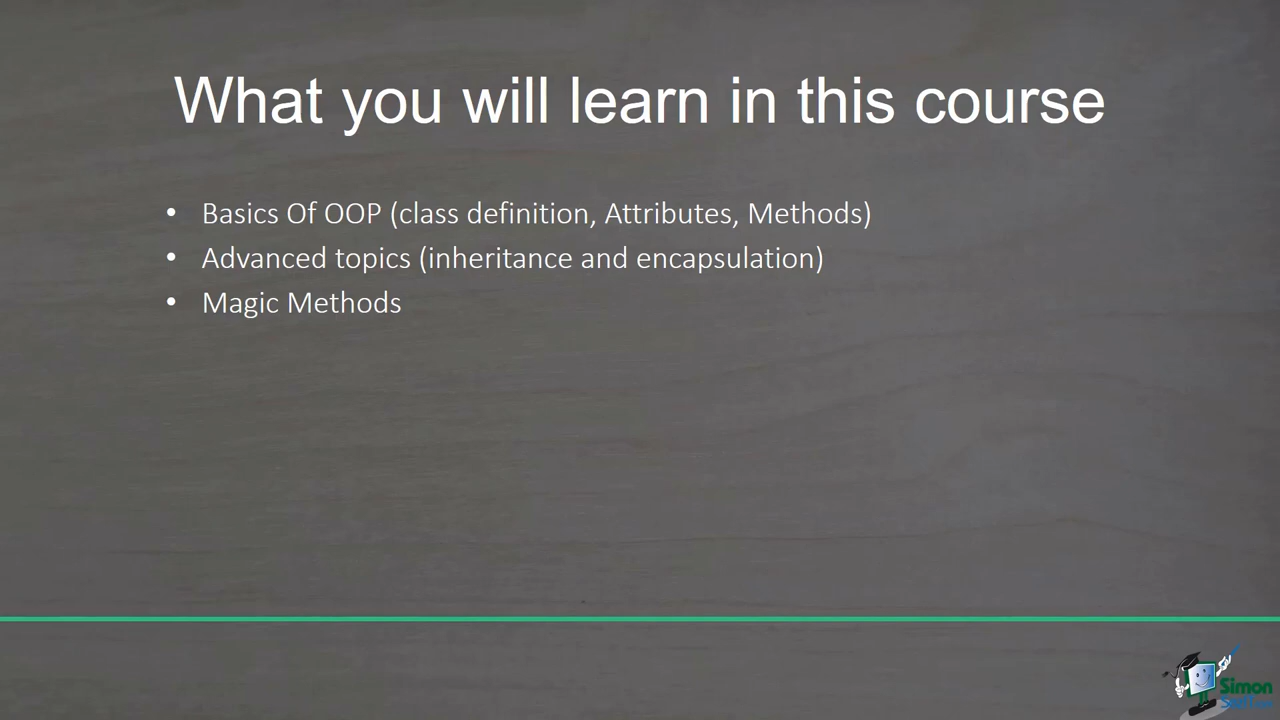 What you will learn in this course
• Basics Of OOP (class definition, Attributes, Methods)
• Advanced topics (inheritance and encapsulation)
• Magic Methods
Simon